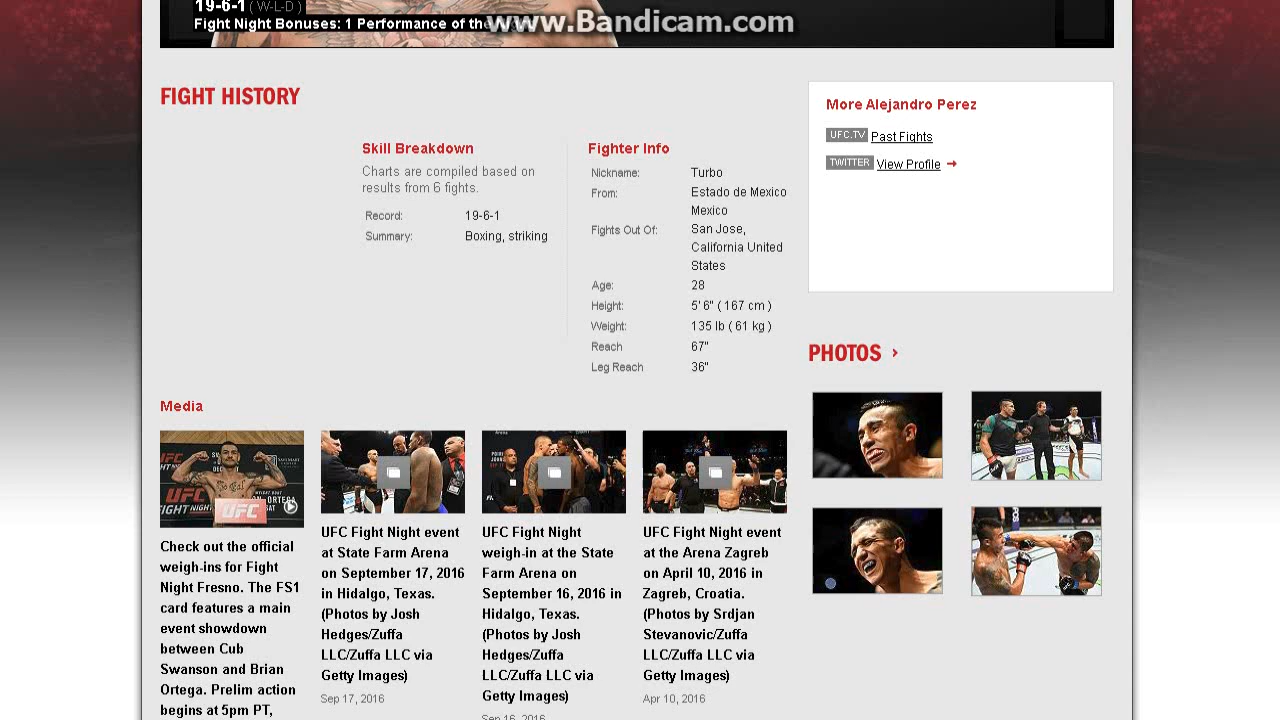 19-6-1 ( W-L-D )
www.Bandicam.com
Fight Night Bonuses: 1 Performance of the
FIGHT HISTORY
Skill Breakdown
Charts are compiled based on
results from 6 fights.
Record: 19-6-1
Summary: Boxing, striking
Fighter Info
Nickname: Turbo
From: Estado de Mexico
Mexico
Fights Out Of: San Jose,
California United
States
Age: 28
Height: 5' 6" ( 167 cm )
Weight: 135 lb ( 61 kg )
Reach 67"
Leg Reach 36"
More Alejandro Perez
UFC.TV Past Fights
TWITTER View Profile →
PHOTOS ›
Media
UFC
Check out the official
weigh-ins for Fight
Night Fresno. The FS1
card features a main
event showdown
between Cub
Swanson and Brian
Ortega. Prelim action
begins at 5pm PT,
UFC Fight Night event
at State Farm Arena
on September 17, 2016
in Hidalgo, Texas.
(Photos by Josh
Hedges/Zuffa
LLC/Zuffa LLC via
Getty Images)
Sep 17, 2016
UFC Fight Night
weigh-in at the State
Farm Arena on
September 16, 2016 in
Hidalgo, Texas.
(Photos by Josh
Hedges/Zuffa
LLC/Zuffa LLC via
Getty Images)
Sep 16, 2016
UFC Fight Night event
at the Arena Zagreb
on April 10, 2016 in
Zagreb, Croatia.
(Photos by Srdjan
Stevanovic/Zuffa
LLC/Zuffa LLC via
Getty Images)
Apr 10, 2016